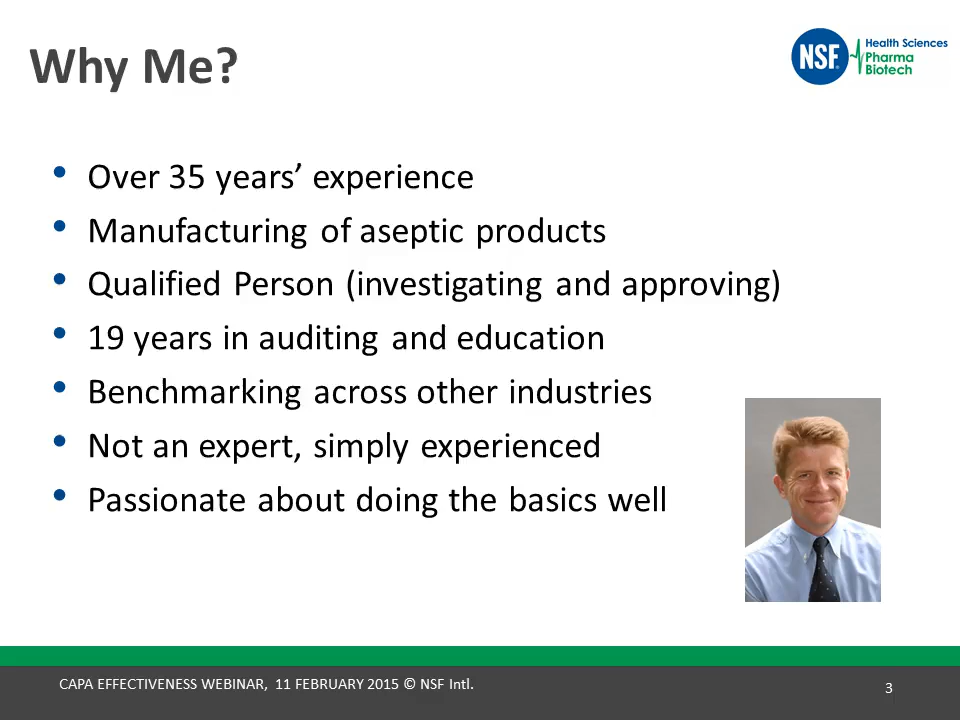 Why Me?
NSF
Health Sciences
Pharma
Biotech
• Over 35 years’ experience
• Manufacturing of aseptic products
• Qualified Person (investigating and approving)
• 19 years in auditing and education
• Benchmarking across other industries
• Not an expert, simply experienced
• Passionate about doing the basics well
CAPA EFFECTIVENESS WEBINAR, 11 FEBRUARY 2015 © NSF Intl.
3